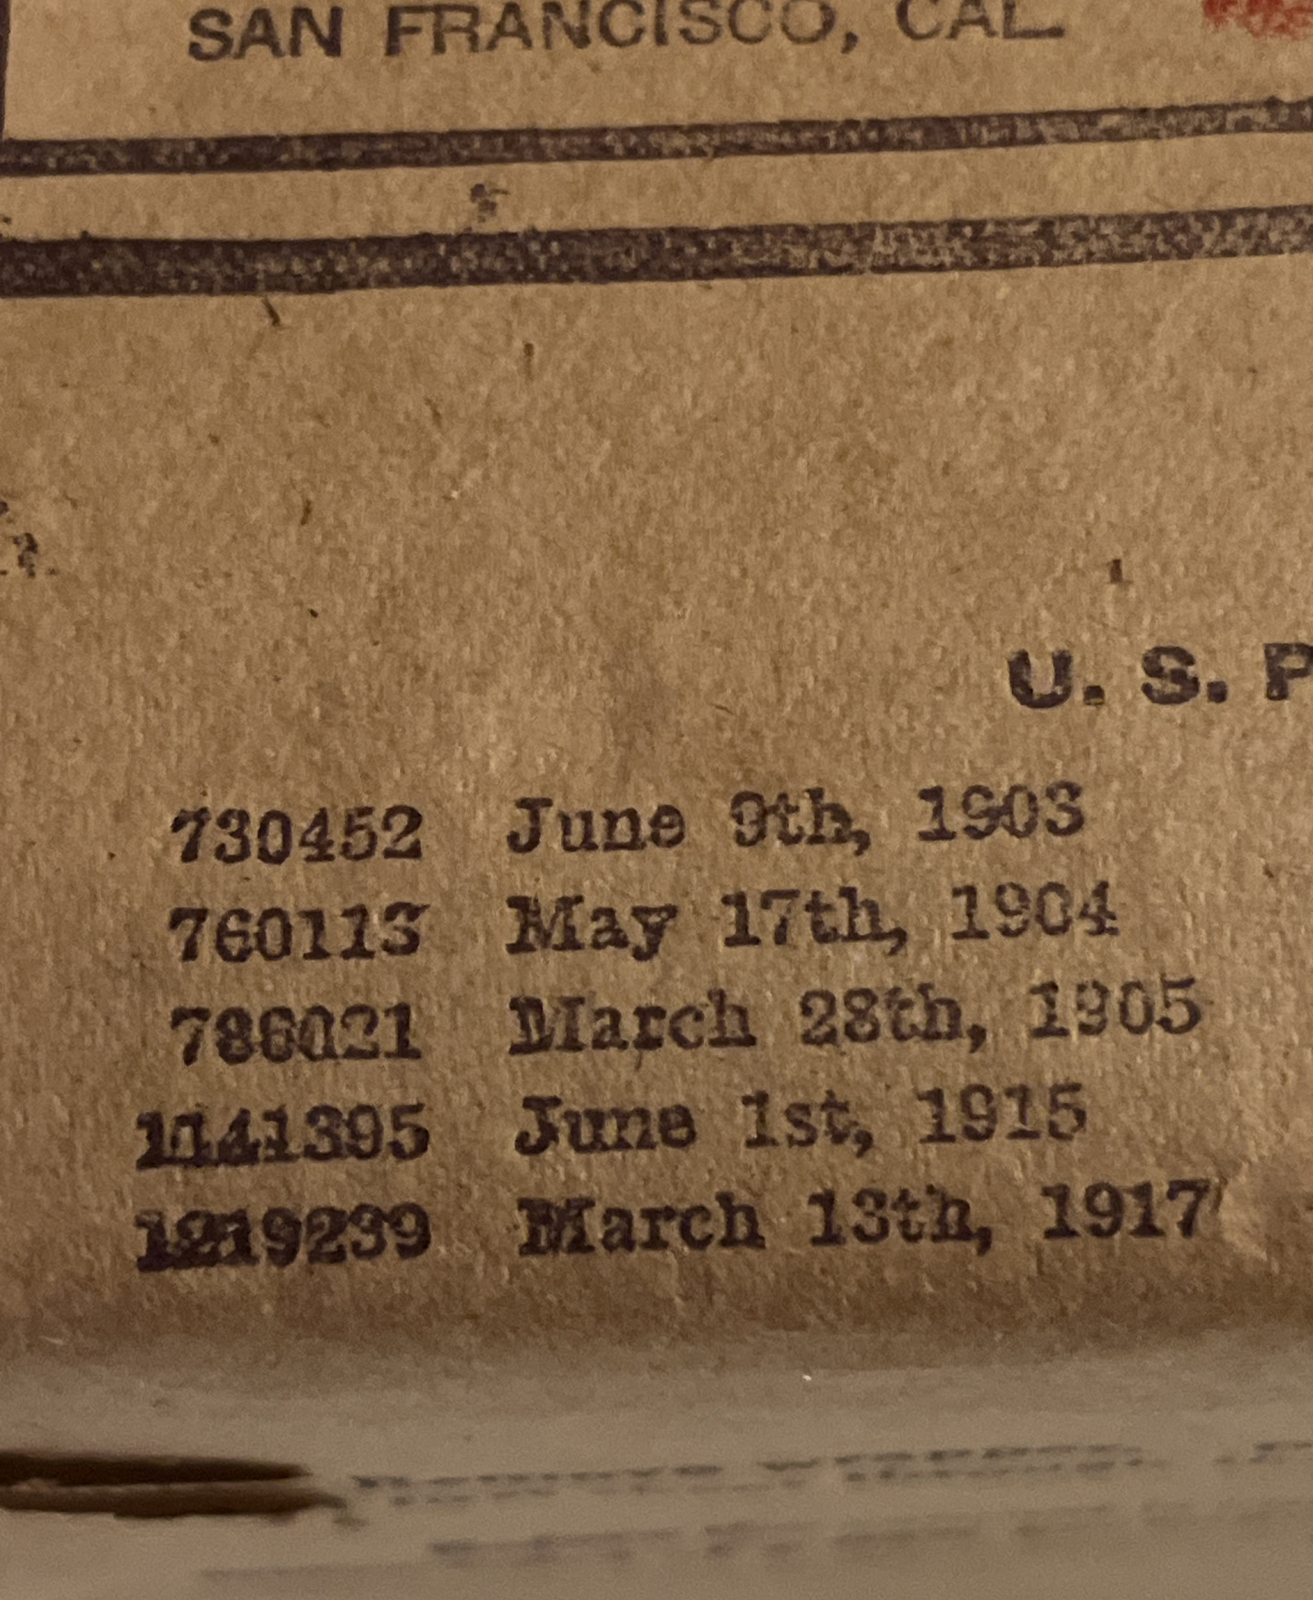 SAN FRANCISCO, CAL.
U. S. P
730452 June 9th, 1903
760113 May 17th, 1904
786021 March 28th, 1905
1141395 June 1st, 1915
1219239 March 13th, 1917